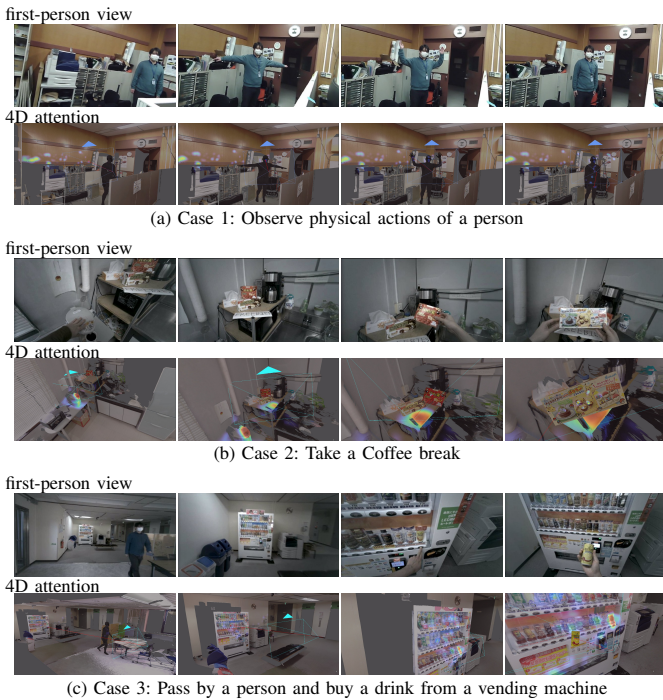 first-person view
4D attention
(a) Case 1: Observe physical actions of a person
first-person view
4D attention
(b) Case 2: Take a Coffee break
first-person view
4D attention
(c) Case 3: Pass by a person and buy a drink from a vending machine